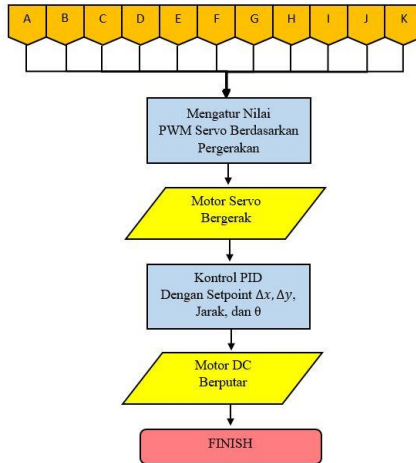 A B C D E F G H I J K
Mengatur Nilai
PWM Servo Berdasarkan
Pergerakan
Motor Servo
Bergerak
Kontrol PID
Dengan Setpoint Δx, Δy,
Jarak, dan θ
Motor DC
Berputar
FINISH